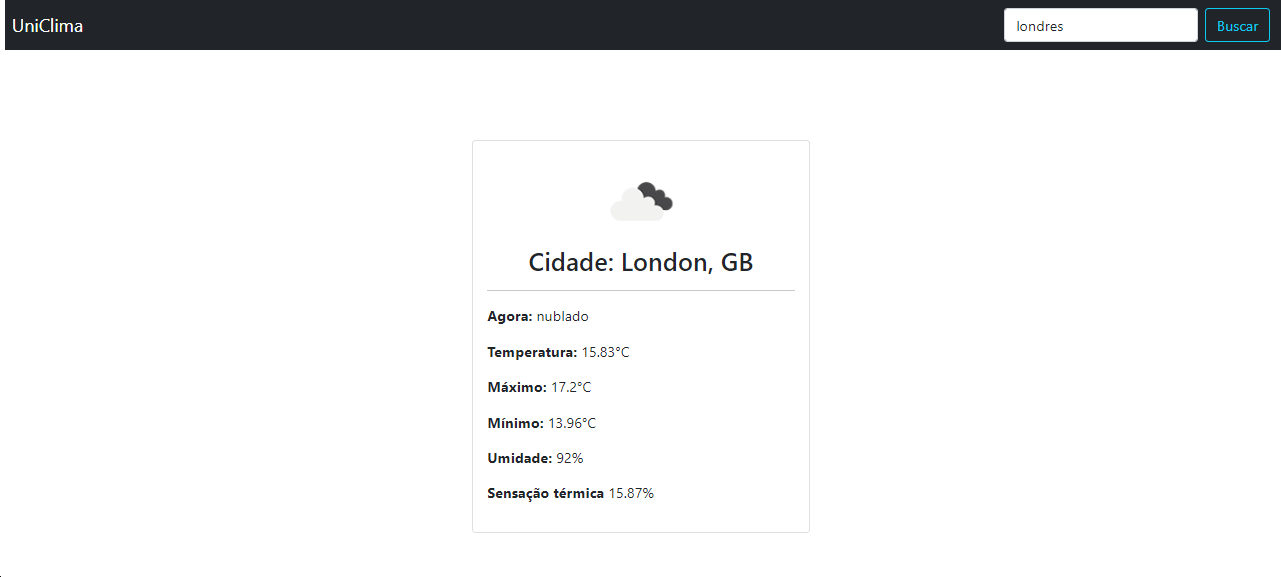 UniClima
londres
Buscar
Cidade: London, GB
Agora: nublado
Temperatura: 15.83°C
Máximo: 17.2°C
Mínimo: 13.96°C
Umidade: 92%
Sensação térmica 15.87%